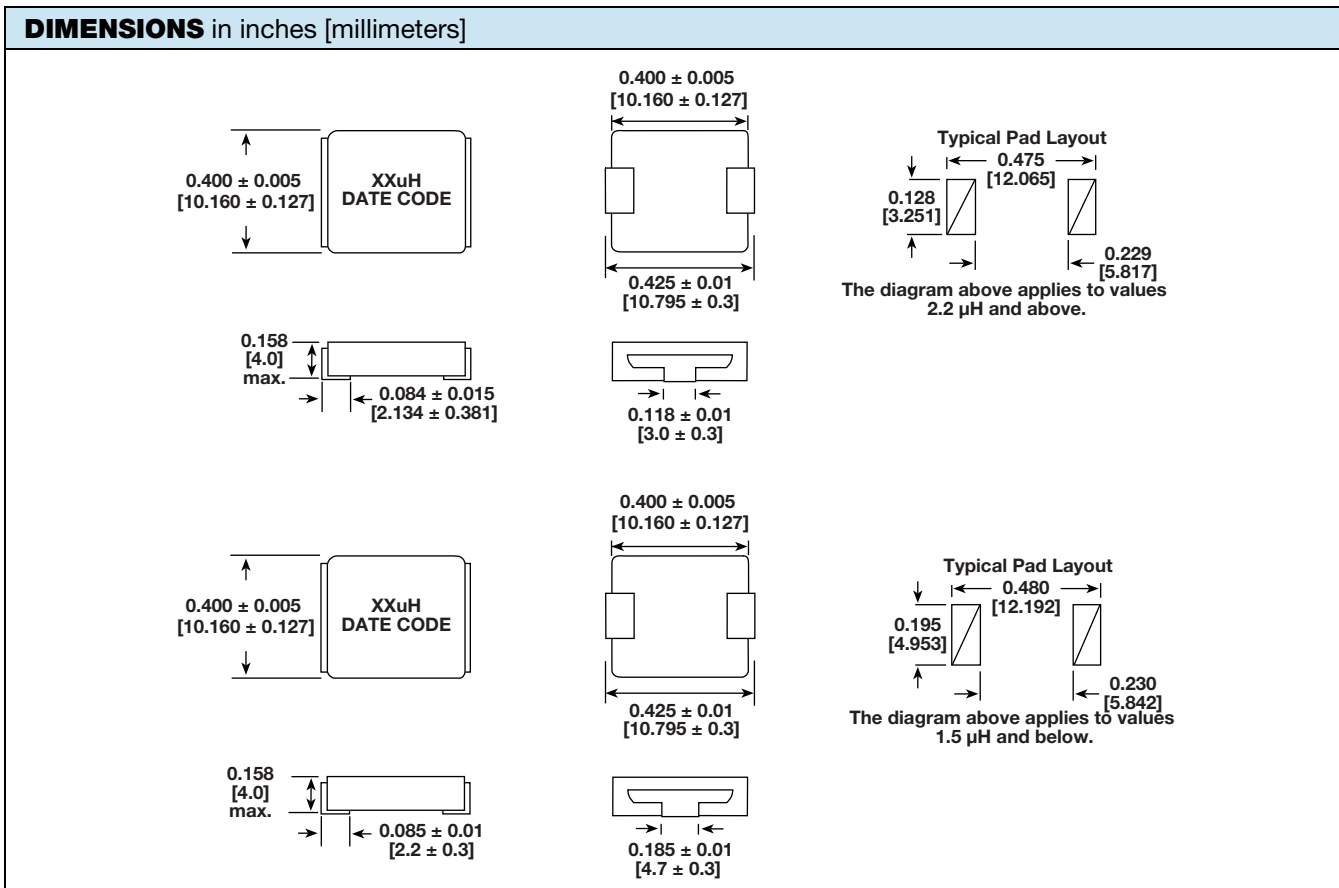 DIMENSIONS in inches [millimeters]
0.400 ± 0.005
[10.160 ± 0.127]
XXuH
DATE CODE
0.400 ± 0.005
[10.160 ± 0.127]
0.425 ± 0.01
[10.795 ± 0.3]
Typical Pad Layout
0.475
[12.065]
0.128
[3.251]
0.229
[5.817]
The diagram above applies to values
2.2 µH and above.
0.158
[4.0]
max.
0.084 ± 0.015
[2.134 ± 0.381]
0.118 ± 0.01
[3.0 ± 0.3]
0.400 ± 0.005
[10.160 ± 0.127]
XXuH
DATE CODE
0.400 ± 0.005
[10.160 ± 0.127]
0.425 ± 0.01
[10.795 ± 0.3]
Typical Pad Layout
0.480
[12.192]
0.195
[4.953]
0.230
[5.842]
The diagram above applies to values
1.5 µH and below.
0.158
[4.0]
max.
0.085 ± 0.01
[2.2 ± 0.3]
0.185 ± 0.01
[4.7 ± 0.3]